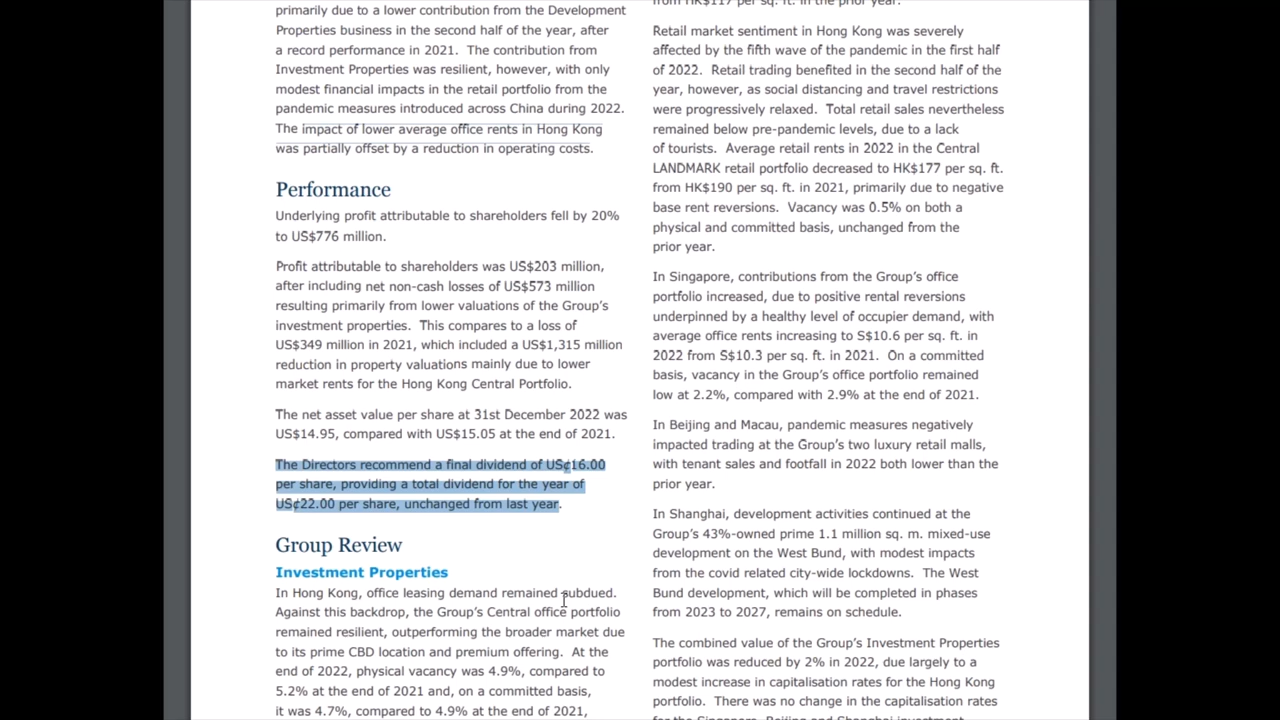 primarily due to a lower contribution from the Development
Properties business in the second half of the year, after
a record performance in 2021.  The contribution from
Investment Properties was resilient, however, with only
modest financial impacts in the retail portfolio from the
pandemic measures introduced across China during 2022.
The impact of lower average office rents in Hong Kong
was partially offset by a reduction in operating costs.
Performance
Underlying profit attributable to shareholders fell by 20%
to US$776 million.
Profit attributable to shareholders was US$203 million,
after including net non-cash losses of US$573 million
resulting primarily from lower valuations of the Group's
investment properties.  This compares to a loss of
US$349 million in 2021, which included a US$1,315 million
reduction in property valuations mainly due to lower
market rents for the Hong Kong Central Portfolio.
The net asset value per share at 31st December 2022 was
US$14.95, compared with US$15.05 at the end of 2021.
The Directors recommend a final dividend of US¢16.00
per share, providing a total dividend for the year of
US¢22.00 per share, unchanged from last year.
Group Review
Investment Properties
In Hong Kong, office leasing demand remained subdued.
Against this backdrop, the Group's Central office portfolio
remained resilient, outperforming the broader market due
to its prime CBD location and premium offering.  At the
end of 2022, physical vacancy was 4.9%, compared to
5.2% at the end of 2021 and, on a committed basis,
it was 4.7%, compared to 4.9% at the end of 2021,
from HK$117 per sq. ft. in the prior year.
Retail market sentiment in Hong Kong was severely
affected by the fifth wave of the pandemic in the first half
of 2022.  Retail trading benefited in the second half of the
year, however, as social distancing and travel restrictions
were progressively relaxed.  Total retail sales nevertheless
remained below pre-pandemic levels, due to a lack
of tourists.  Average retail rents in 2022 in the Central
LANDMARK retail portfolio decreased to HK$177 per sq. ft.
from HK$190 per sq. ft. in 2021, primarily due to negative
base rent reversions.  Vacancy was 0.5% on both a
physical and committed basis, unchanged from the
prior year.
In Singapore, contributions from the Group's office
portfolio increased, due to positive rental reversions
underpinned by a healthy level of occupier demand, with
average office rents increasing to S$10.6 per sq. ft. in
2022 from S$10.3 per sq. ft. in 2021.  On a committed
basis, vacancy in the Group's office portfolio remained
low at 2.2%, compared with 2.9% at the end of 2021.
In Beijing and Macau, pandemic measures negatively
impacted trading at the Group's two luxury retail malls,
with tenant sales and footfall in 2022 both lower than the
prior year.
In Shanghai, development activities continued at the
Group's 43%-owned prime 1.1 million sq. m. mixed-use
development on the West Bund, with modest impacts
from the covid related city-wide lockdowns.  The West
Bund development, which will be completed in phases
from 2023 to 2027, remains on schedule.
The combined value of the Group's Investment Properties
portfolio was reduced by 2% in 2022, due largely to a
modest increase in capitalisation rates for the Hong Kong
portfolio.  There was no change in the capitalisation rates
for the Singapore, Beijing and Shanghai investment